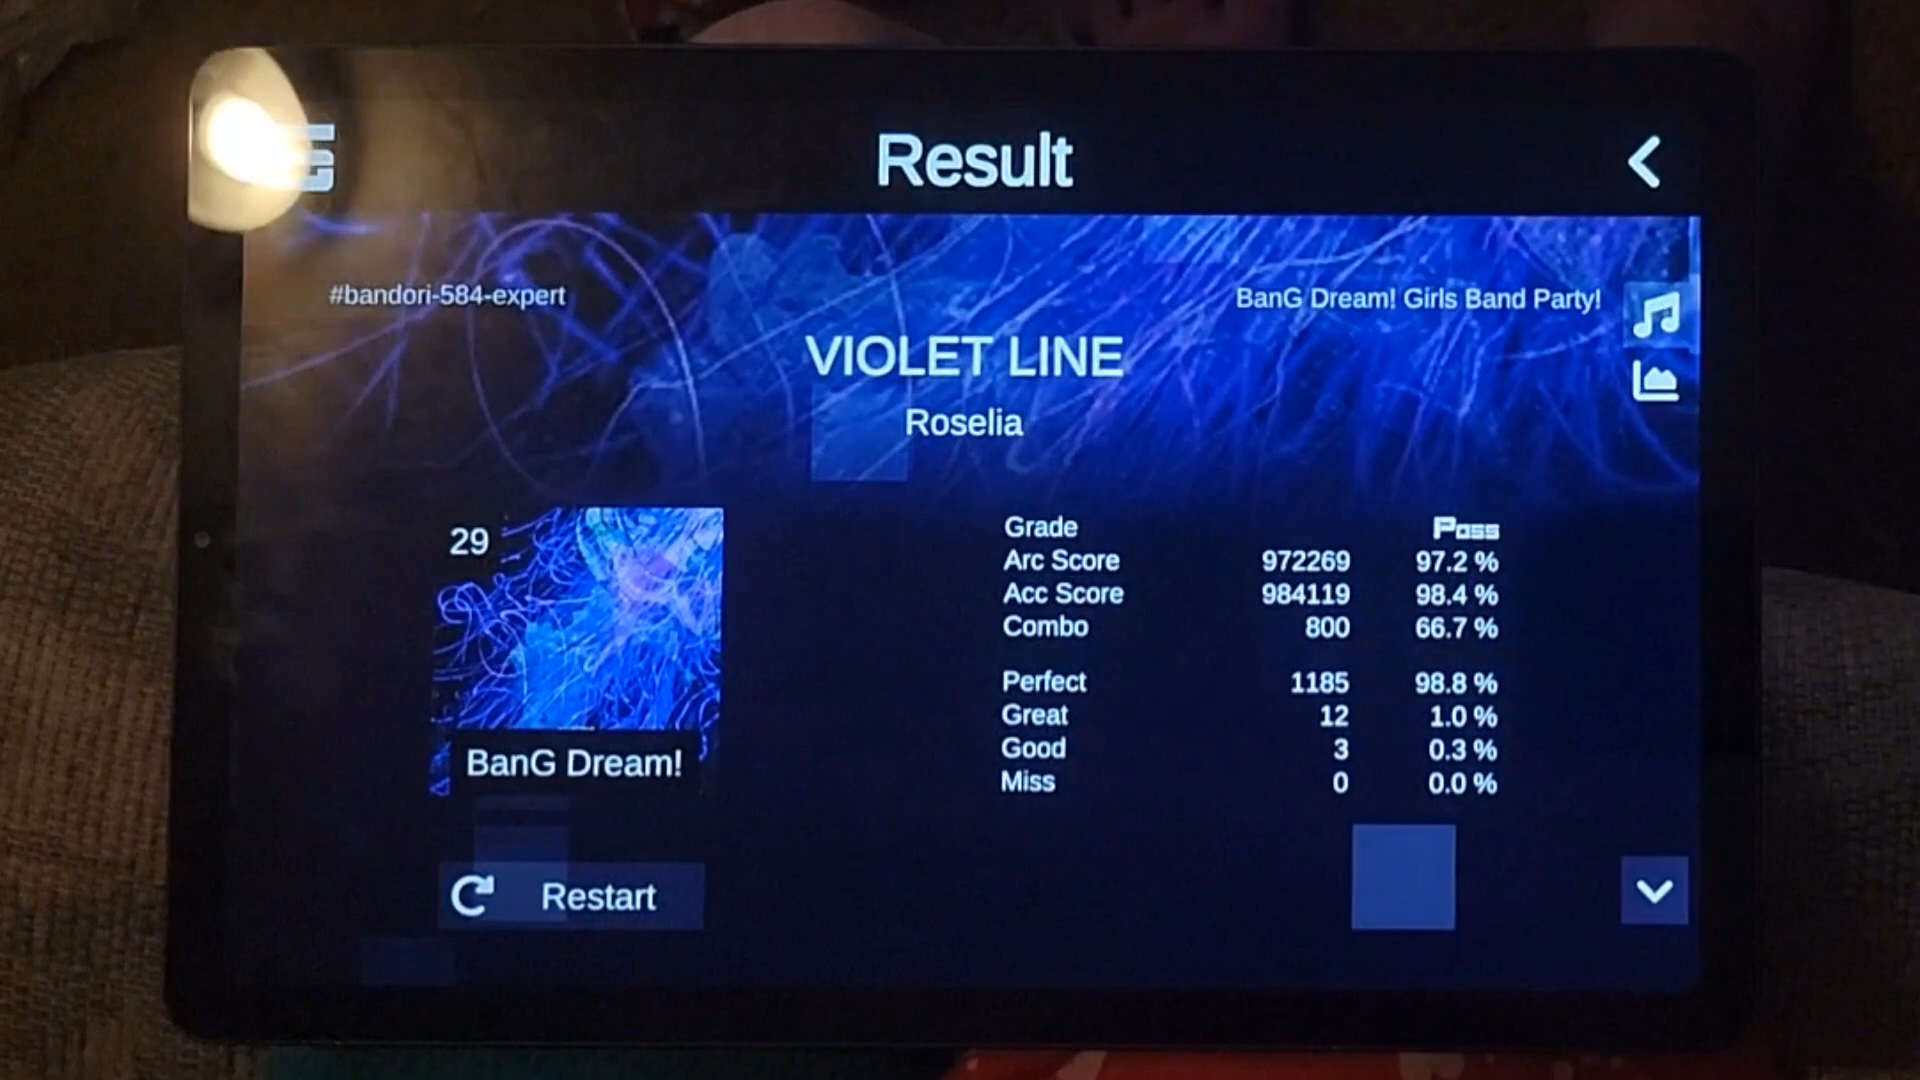 Result
#bandori-584-expert
BanG Dream! Girls Band Party!
VIOLET LINE
Roselia
29
BanG Dream!
Grade Pass
Arc Score 972269 97.2 %
Acc Score 984119 98.4 %
Combo 800 66.7 %
Perfect 1185 98.8 %
Great 12 1.0 %
Good 3 0.3 %
Miss 0 0.0 %
Restart